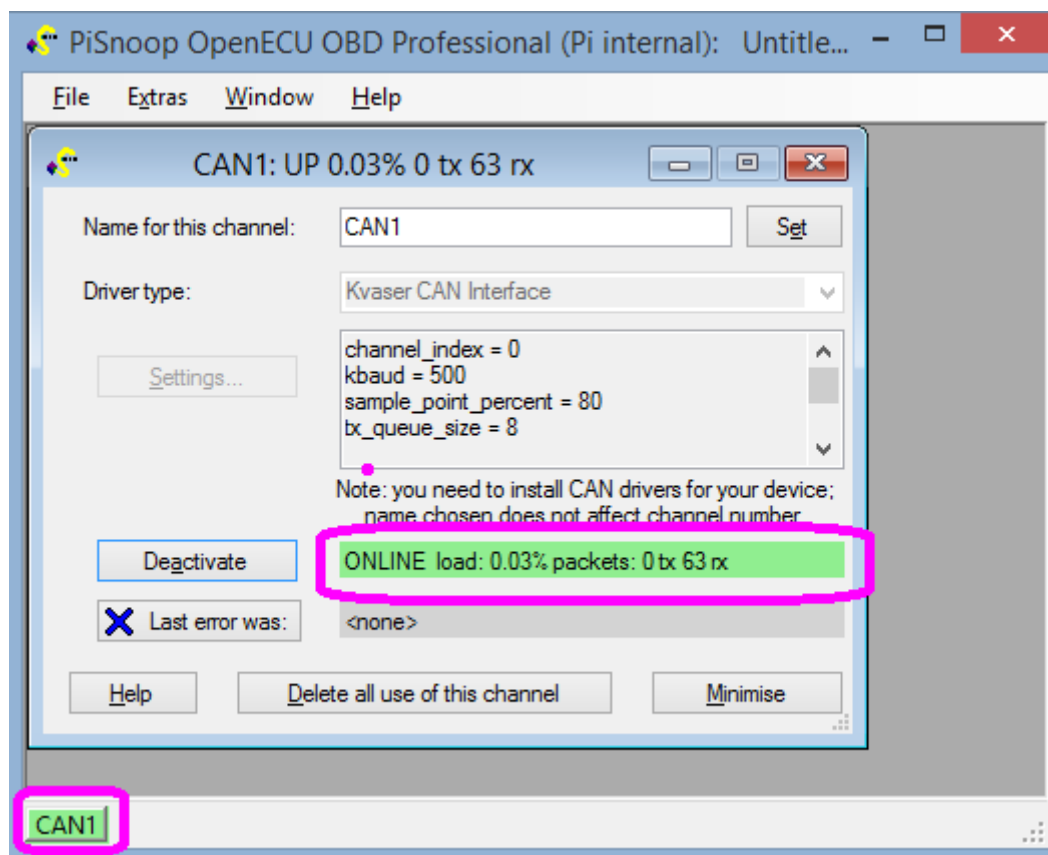 PiSnoop OpenECU OBD Professional (Pi internal): Untitle...
File Extras Window Help
CAN1: UP 0.03% 0 tx 63 rx
Name for this channel: CAN1 Set
Driver type: Kvaser CAN Interface
Settings...
channel_index = 0
kbaud = 500
sample_point_percent = 80
tx_queue_size = 8
Note: you need to install CAN drivers for your device;
name chosen does not affect channel number
Deactivate ONLINE load: 0.03% packets: 0 tx 63 rx
Last error was: <none>
Help Delete all use of this channel Minimise
CAN1